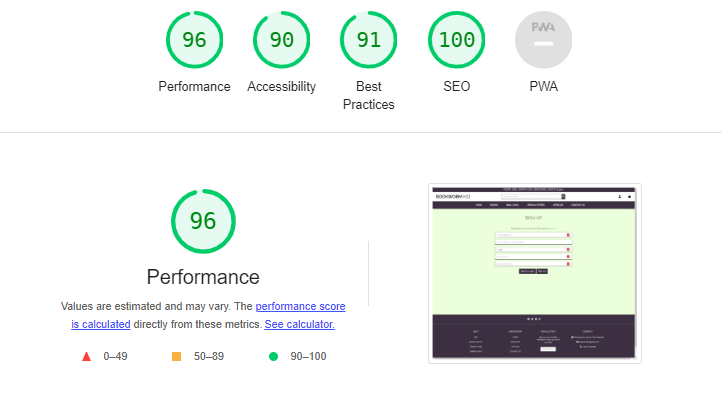 96
90
91
100
PWA
Performance
Accessibility
Best
Practices
SEO
PWA
96
Performance
Values are estimated and may vary. The performance score
is calculated directly from these metrics. See calculator.
0–49
50–89
90–100
BOOKWORM.KID
SIGN UP